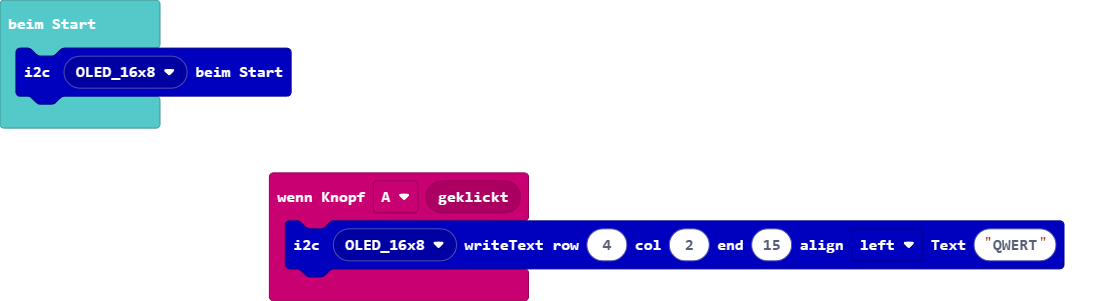 beim Start
i2c OLED_16x8 beim Start
wenn Knopf A geklickt
i2c OLED_16x8 writeText row 4 col 2 end 15 align left Text "QWERT"